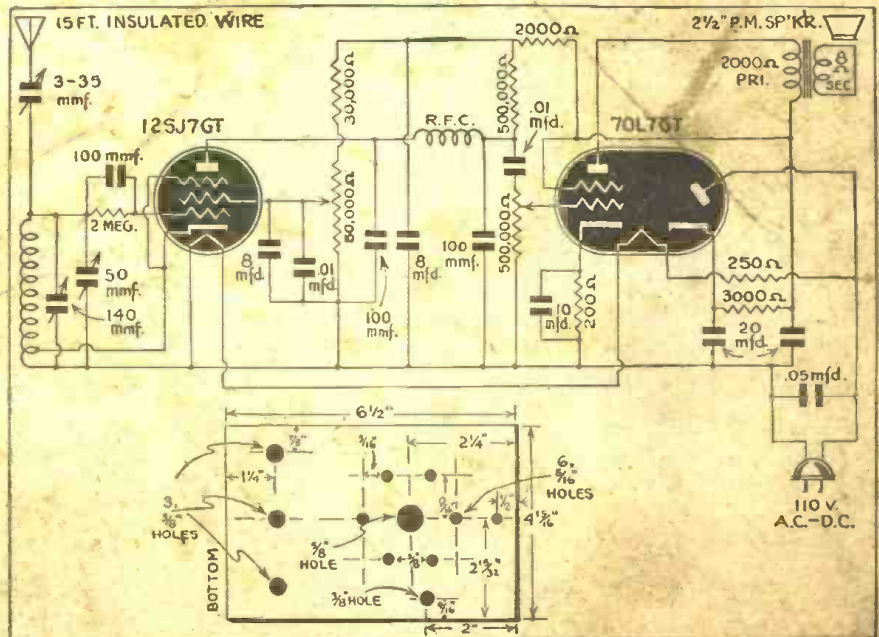 15 FT. INSULATED WIRE
3-35
mmf.
12SJ7GT
100 mmf.
2 MEG.
50
mmf.
140
mmf.
8
mfd.
.01
mfd.
30,000Ω
50,000Ω
100
mmf.
8
mfd.
R.F.C.
100
mmf.
2000Ω
500,000Ω
.01
mfd.
500,000Ω
70L7GT
10
mfd.
200Ω
2½" P.M. SP'KR.
2000Ω
PRI.
8
Ω
SEC
250Ω
3000Ω
20
mfd.
.05 mfd.
110 V.
A.C.-D.C.
6½"
7/8"
1¼"
2¼"
3,
5/8"
HOLES
6,
5/16"
HOLES
½"
4 15/16"
5/8"
HOLE
5/8"
2 15/32"
3/8" HOLE
9/16"
2"
BOTTOM